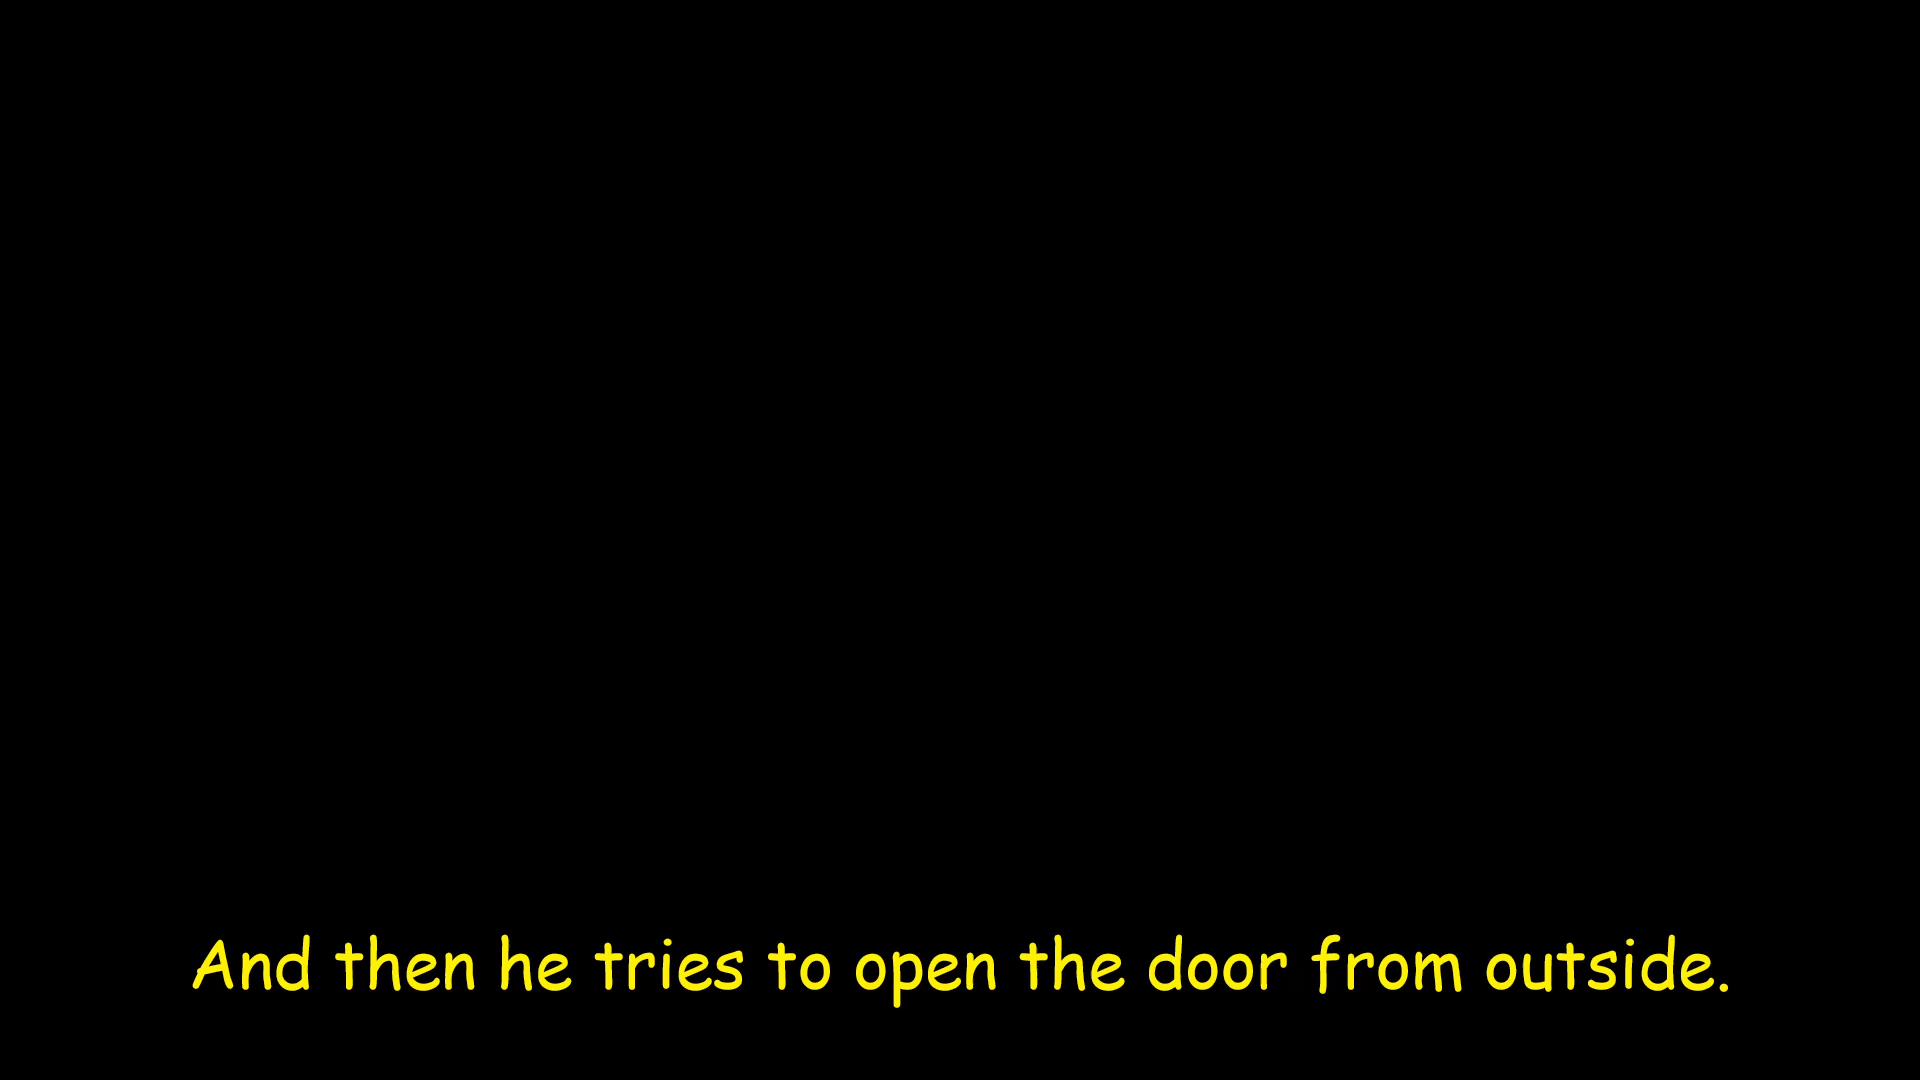 And then he tries to open the door from outside.